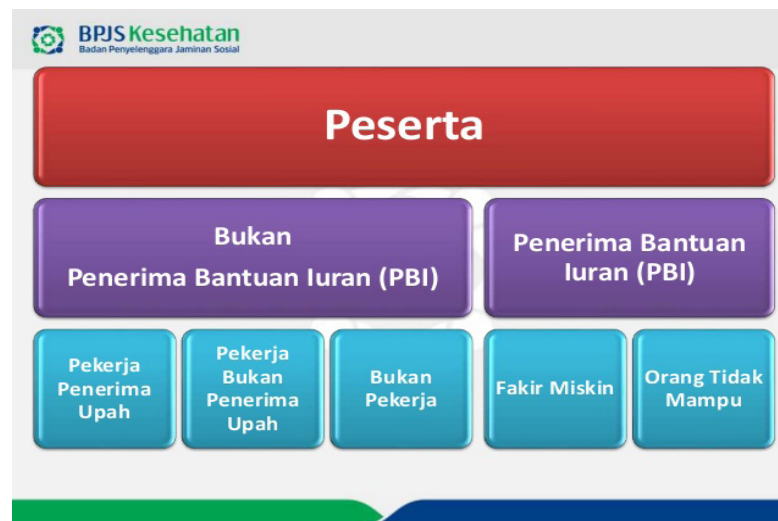 BPJS Kesehatan
Badan Penyelenggara Jaminan Sosial
Peserta
Bukan
Penerima Bantuan Iuran (PBI)
Penerima Bantuan
Iuran (PBI)
Pekerja
Penerima
Upah
Pekerja
Bukan
Penerima
Upah
Bukan
Pekerja
Fakir Miskin
Orang Tidak
Mampu